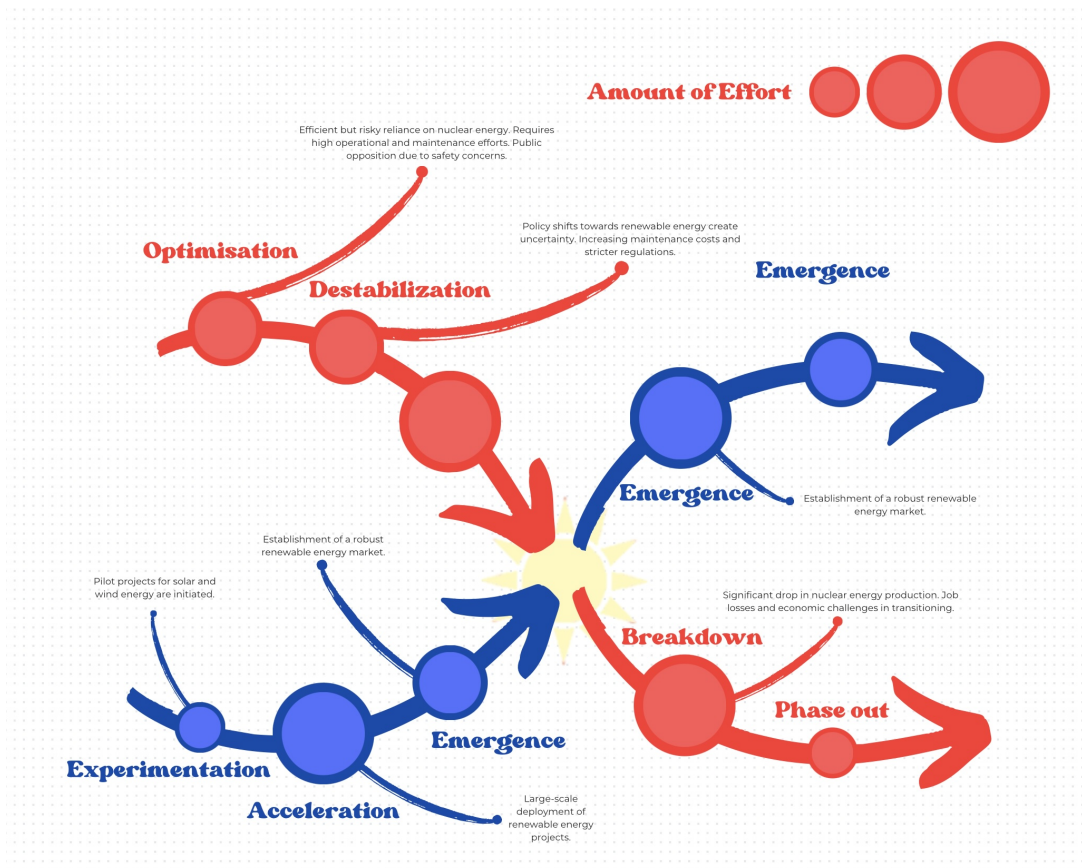 Amount of Effort
Efficient but risky reliance on nuclear energy. Requires
high operational and maintenance efforts. Public
opposition due to safety concerns.
Optimisation
Policy shifts towards renewable energy create
uncertainty. Increasing maintenance costs and
stricter regulations.
Destabilization
Emergence
Emergence
Establishment of a robust renewable
energy market.
Establishment of a robust
renewable energy market.
Pilot projects for solar and
wind energy are initiated.
Significant drop in nuclear energy production. Job
losses and economic challenges in transitioning.
Breakdown
Phase out
Emergence
Experimentation
Acceleration
Large-scale
deployment of
renewable energy
projects.